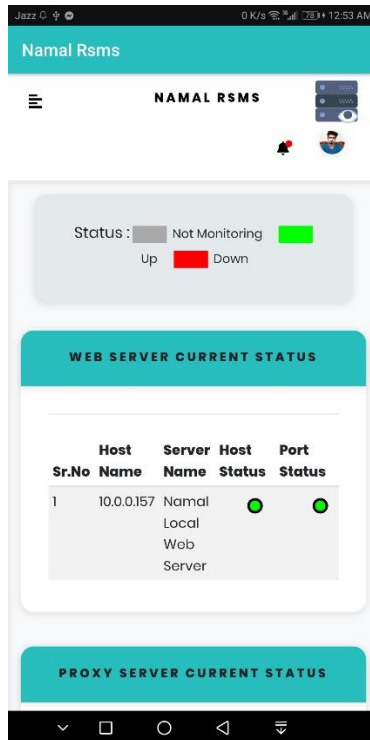 Jazz 0 K/s 78 12:53 AM
Namal Rsms
NAMAL RSMS
Status : Not Monitoring
Up Down
WEB SERVER CURRENT STATUS
Sr.No Host Name Server Name Host Status Port Status
1 10.0.0.157 Namal Local Web Server
PROXY SERVER CURRENT STATUS